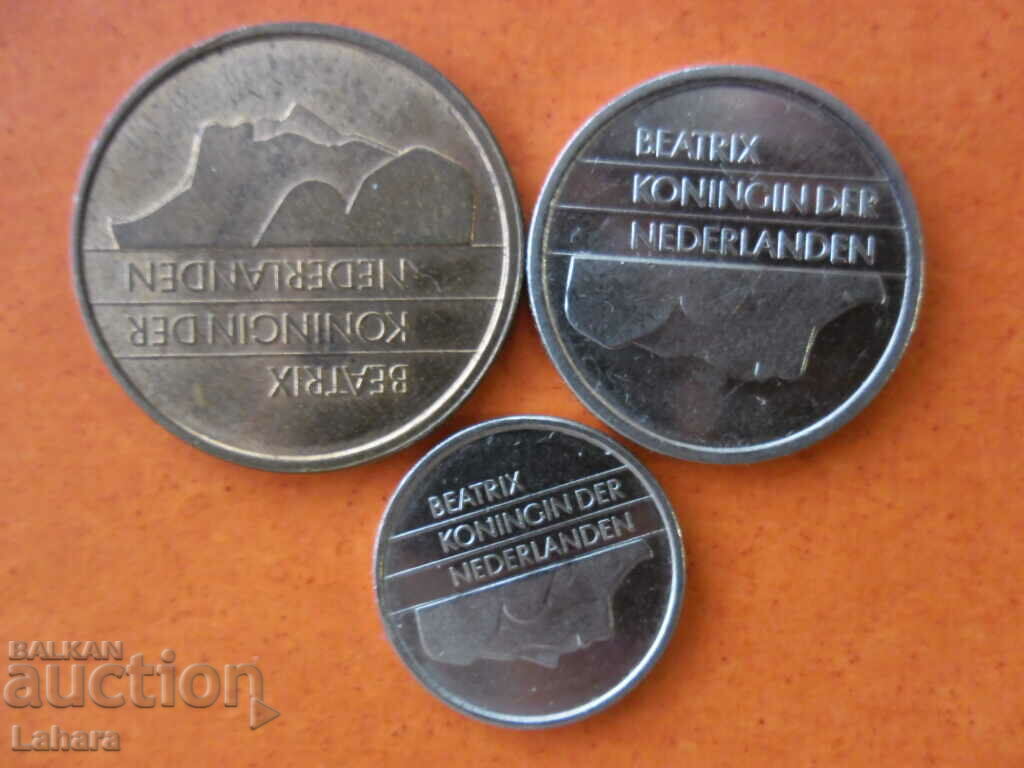 NEDERLANDEN
KONINGIN DER
BEATRIX
BEATRIX
KONINGIN DER
NEDERLANDEN
BEATRIX
KONINGIN DER
NEDERLANDEN
BALKAN
auction
Lahara